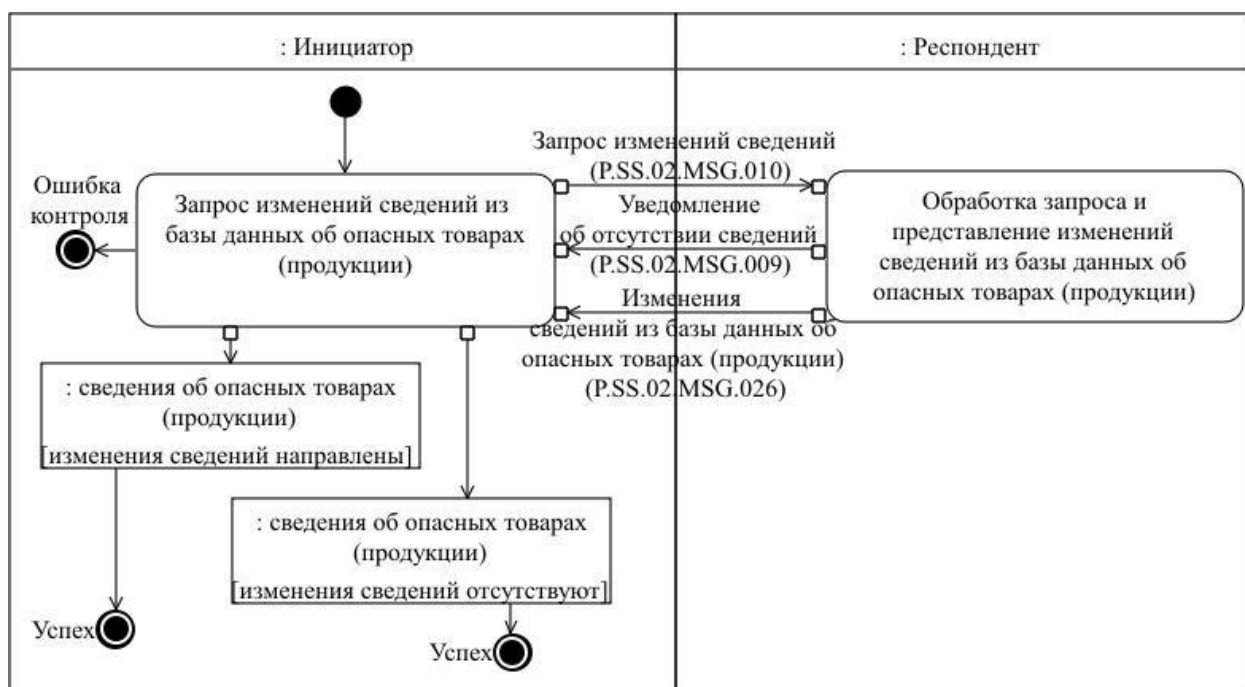 : Инициатор
: Респондент
Запрос изменений сведений
(P.SS.02.MSG.010)
Ошибка
контроля
Запрос изменений сведений из
базы данных об опасных товарах
(продукции)
Уведомление
об отсутствии сведений
(P.SS.02.MSG.009)
Обработка запроса и
представление изменений
сведений из базы данных об
опасных товарах (продукции)
Изменения
сведений из базы данных об
опасных товарах (продукции)
(P.SS.02.MSG.026)
: сведения об опасных товарах
(продукции)
[изменения сведений направлены]
: сведения об опасных товарах
(продукции)
[изменения сведений отсутствуют]
Успех
Успех